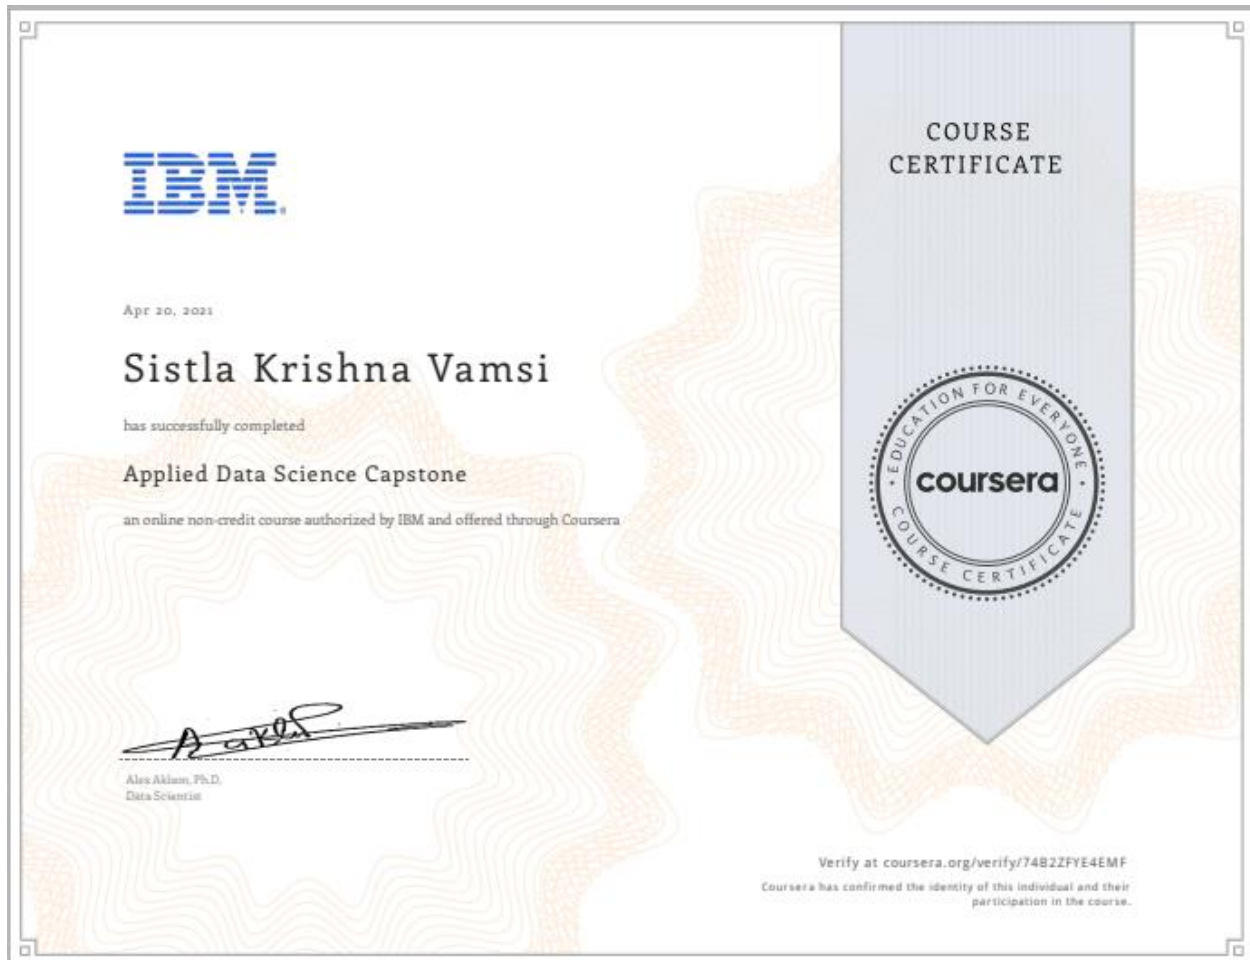 IBM®
Apr 20, 2021
Sistla Krishna Vamsi
has successfully completed
Applied Data Science Capstone
an online non-credit course authorized by IBM and offered through Coursera
Alex Aklson, Ph.D,
Data Scientist
COURSE
CERTIFICATE
EDUCATION FOR EVERYONE
coursera
COURSE CERTIFICATE
Verify at coursera.org/verify/74B2ZFYE4EMF
Coursera has confirmed the identity of this individual and their
participation in the course.